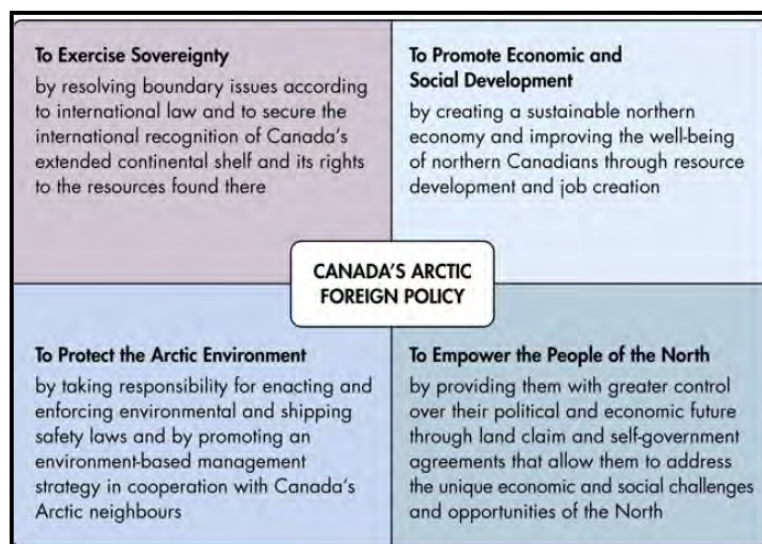 To Exercise Sovereignty
by resolving boundary issues according
to international law and to secure the
international recognition of Canada's
extended continental shelf and its rights
to the resources found there
To Promote Economic and
Social Development
by creating a sustainable northern
economy and improving the well-being
of northern Canadians through resource
development and job creation
CANADA'S ARCTIC
FOREIGN POLICY
To Protect the Arctic Environment
by taking responsibility for enacting and
enforcing environmental and shipping
safety laws and by promoting an
environment-based management
strategy in cooperation with Canada's
Arctic neighbours
To Empower the People of the North
by providing them with greater control
over their political and economic future
through land claim and self-government
agreements that allow them to address
the unique economic and social challenges
and opportunities of the North